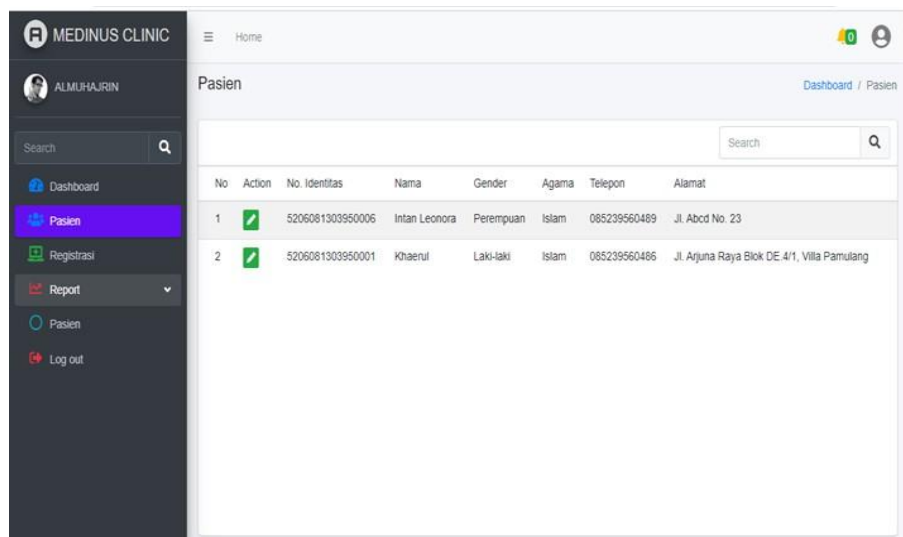 MEDINUS CLINIC
Home
0
ALMUHAJRIN
Pasien
Dashboard / Pasien
Search
Search
Dashboard
Pasien
Registrasi
Report
Pasien
Log out
No Action No. Identitas Nama Gender Agama Telepon Alamat
1 5206081303950006 Intan Leonora Perempuan Islam 085239560489 Jl. Abcd No. 23
2 5206081303950001 Khaerul Laki-laki Islam 085239560486 Jl. Arjuna Raya Blok DE.4/1, Villa Pamulang